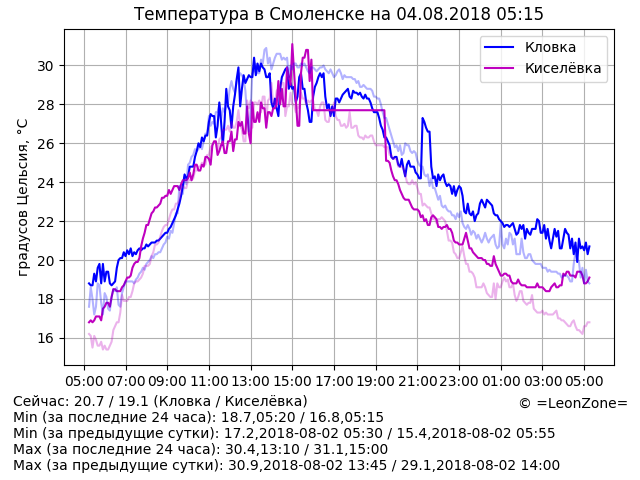 Температура в Смоленске на 04.08.2018 05:15
Кловка
Киселёвка
градусов Цельсия, °C
30
28
26
24
22
20
18
16
05:00 07:00 09:00 11:00 13:00 15:00 17:00 19:00 21:00 23:00 01:00 03:00 05:00
Сейчас: 20.7 / 19.1 (Кловка / Киселёвка)
© =LeonZone=
Min (за последние 24 часа): 18.7,05:20 / 16.8,05:15
Min (за предыдущие сутки): 17.2,2018-08-02 05:30 / 15.4,2018-08-02 05:55
Max (за последние 24 часа): 30.4,13:10 / 31.1,15:00
Max (за предыдущие сутки): 30.9,2018-08-02 13:45 / 29.1,2018-08-02 14:00